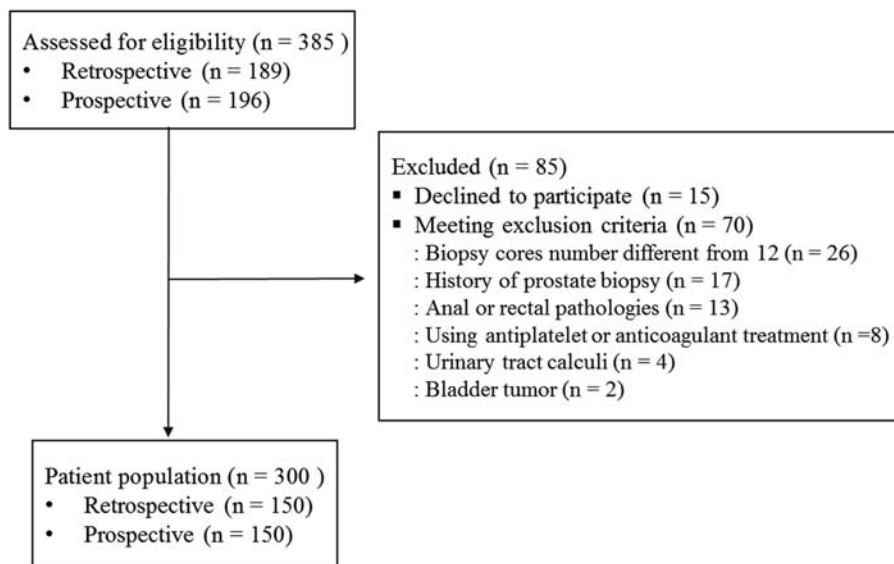 Assessed for eligibility (n = 385 )
• Retrospective (n = 189)
• Prospective (n = 196)
Excluded (n = 85)
▪ Declined to participate (n = 15)
▪ Meeting exclusion criteria (n = 70)
: Biopsy cores number different from 12 (n = 26)
: History of prostate biopsy (n = 17)
: Anal or rectal pathologies (n = 13)
: Using antiplatelet or anticoagulant treatment (n =8)
: Urinary tract calculi (n = 4)
: Bladder tumor (n = 2)
Patient population (n = 300 )
• Retrospective (n = 150)
• Prospective (n = 150)